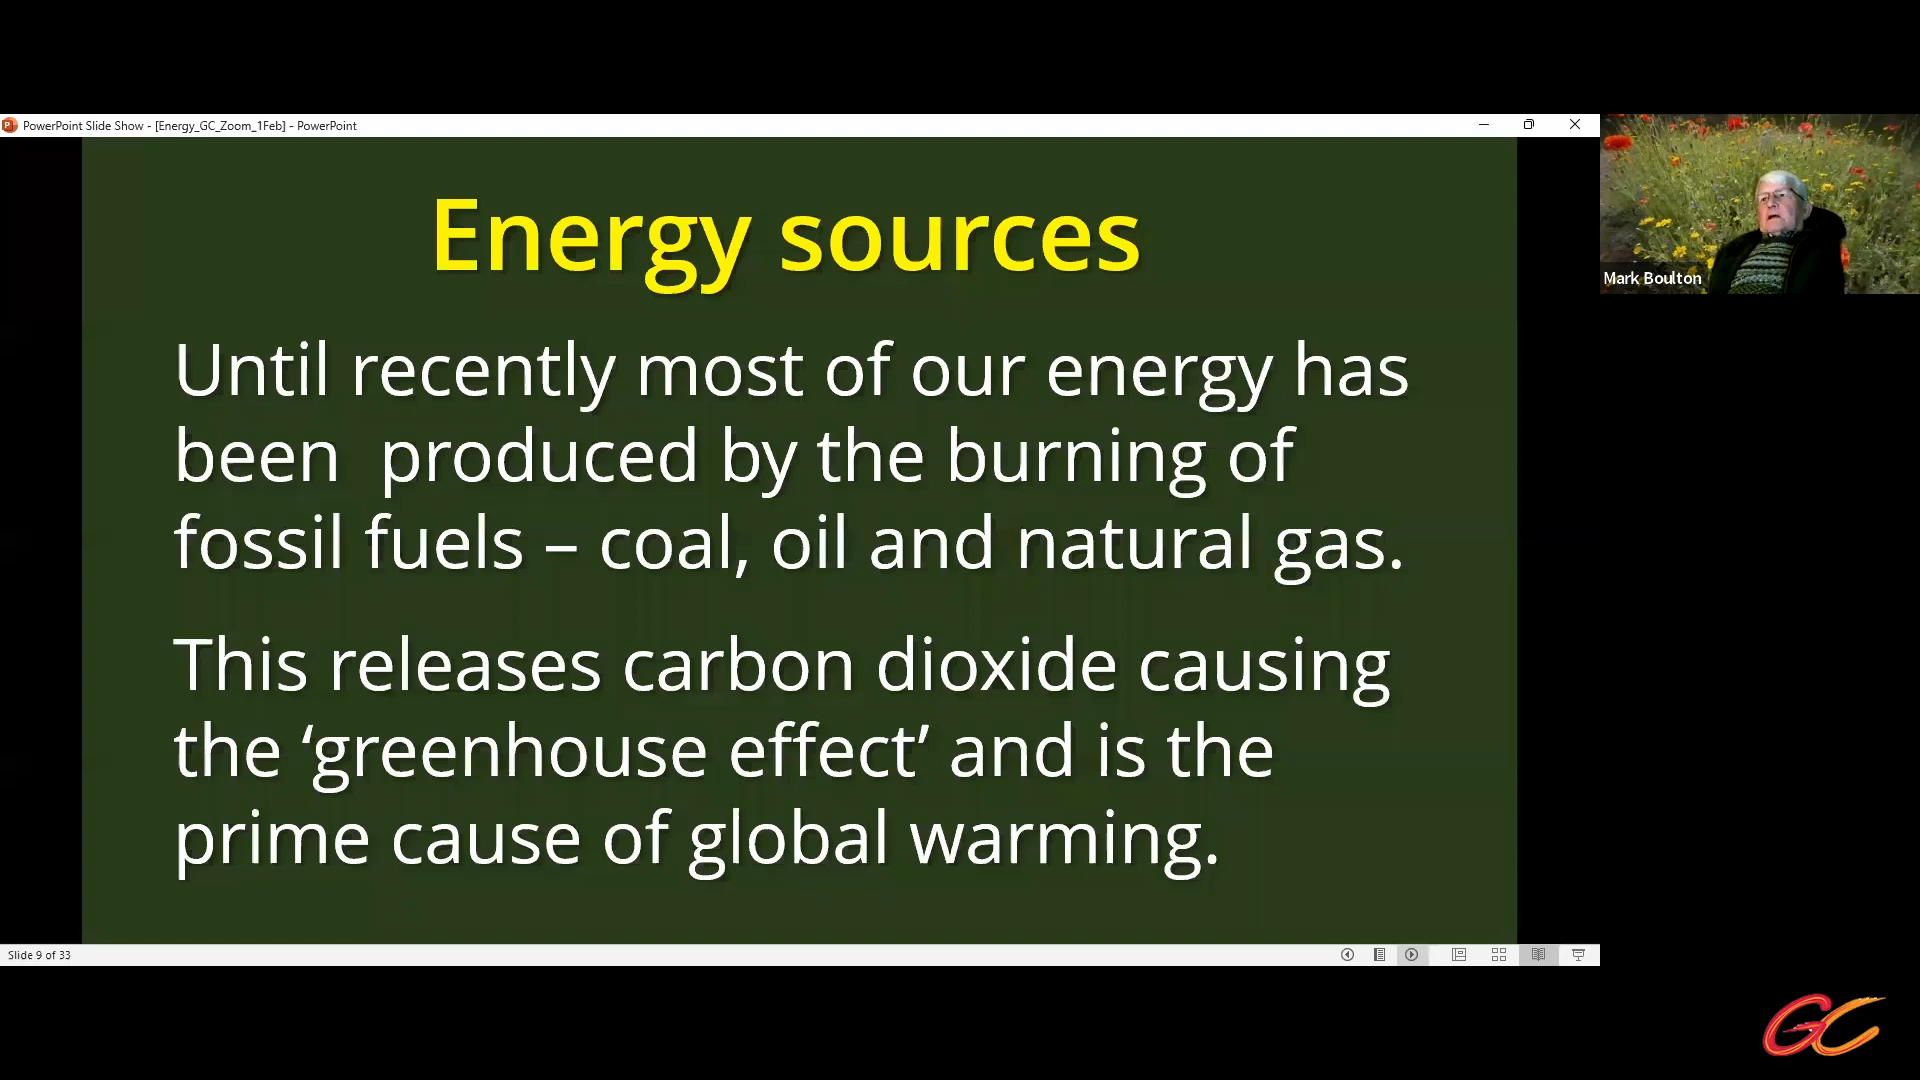 PowerPoint Slide Show - [Energy_GC_Zoom_1Feb] - PowerPoint
Energy sources
Until recently most of our energy has
been  produced by the burning of
fossil fuels – coal, oil and natural gas.
This releases carbon dioxide causing
the ‘greenhouse effect’ and is the
prime cause of global warming.
Slide 9 of 33
Mark Boulton
GC